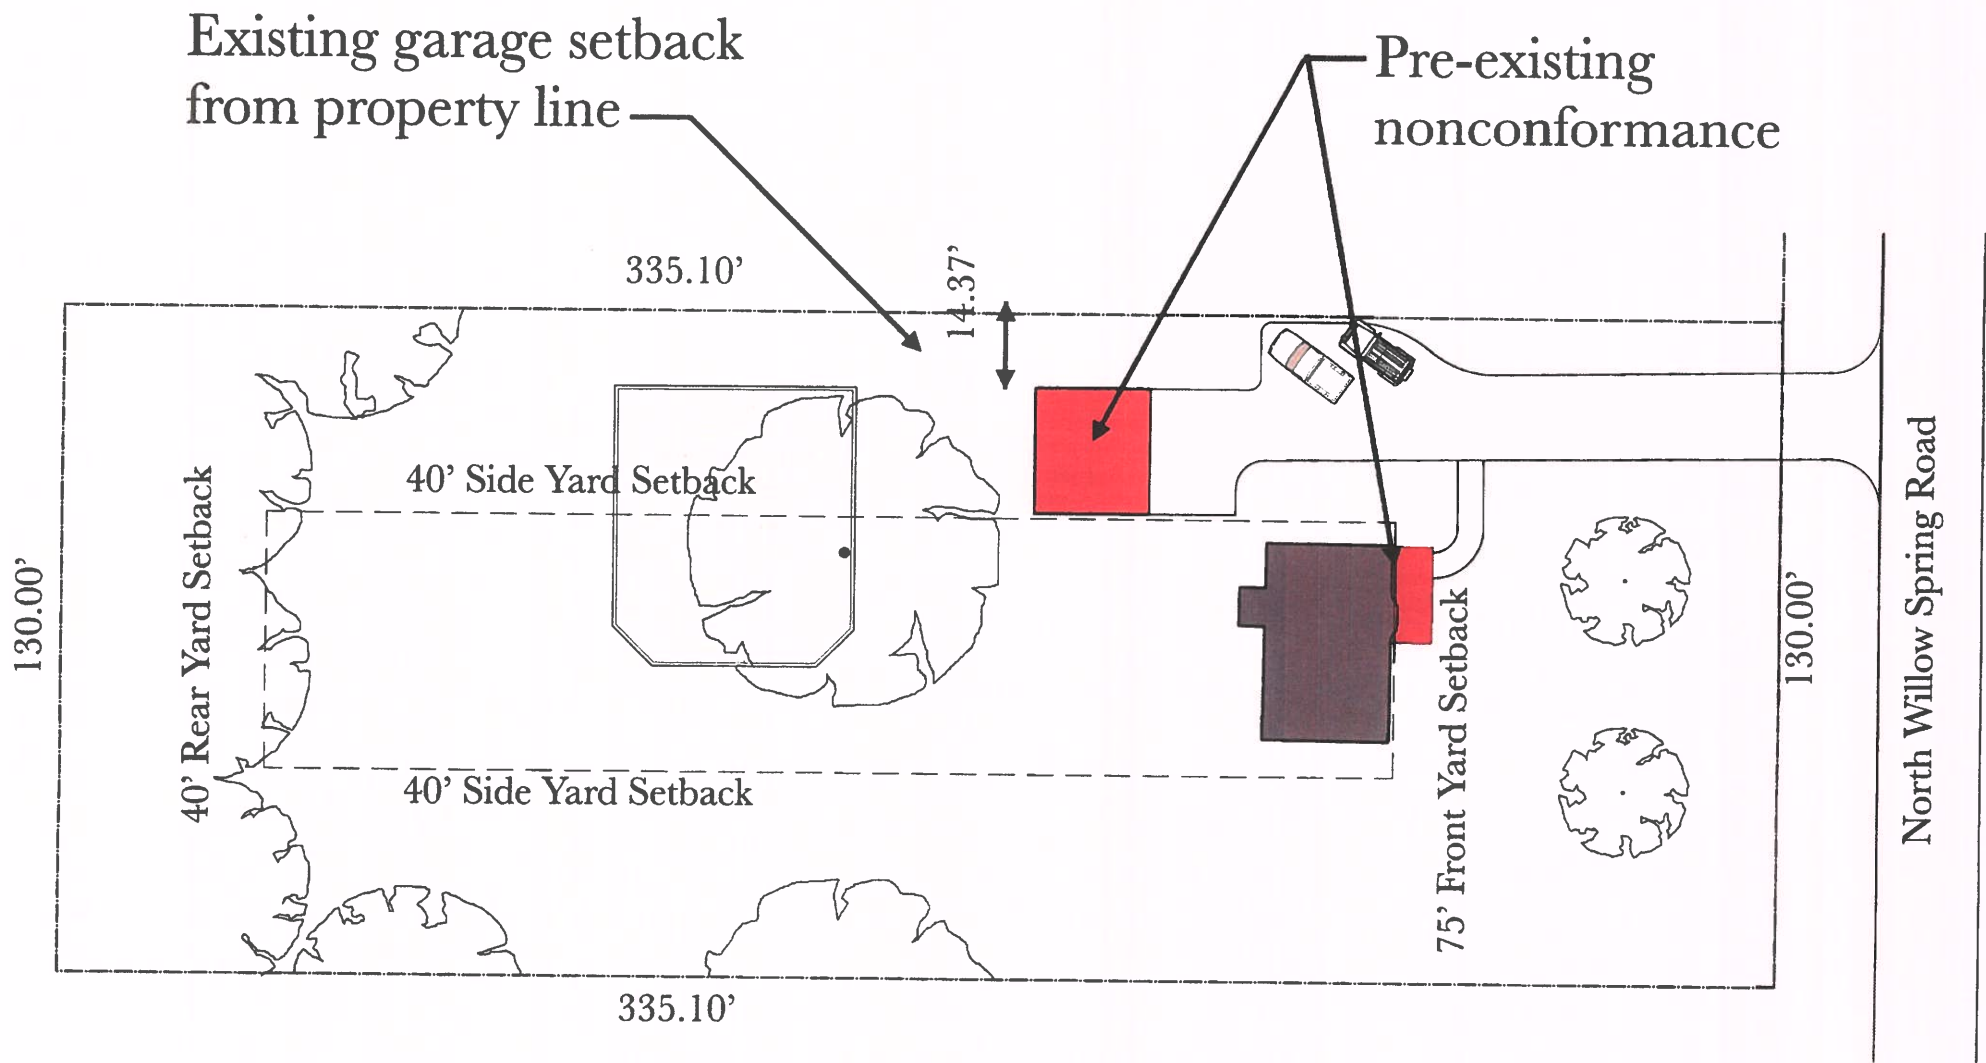 Existing garage setback
from property line
Pre-existing
nonconformance
335.10’
14.37’
40’ Side Yard Setback
40’ Rear Yard Setback
130.00’
40’ Side Yard Setback
75’ Front Yard Setback
130.00’
North Willow Spring Road
335.10’